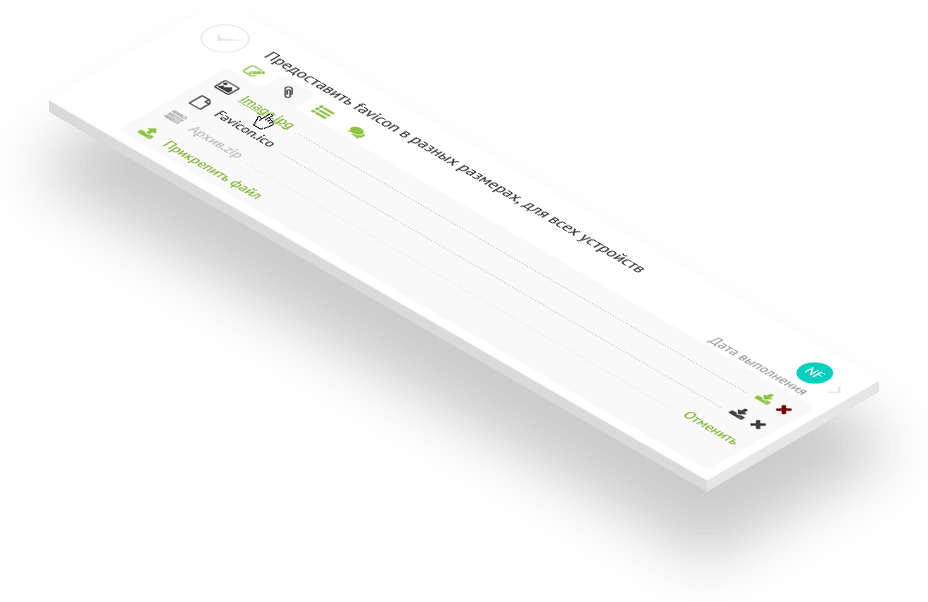 Предоставить favicon в разных размерах, для всех устройств
Дата выполнения
NF
Image.jpg
Favicon.ico
Архив.zip
Отменить
Прикрепить файл